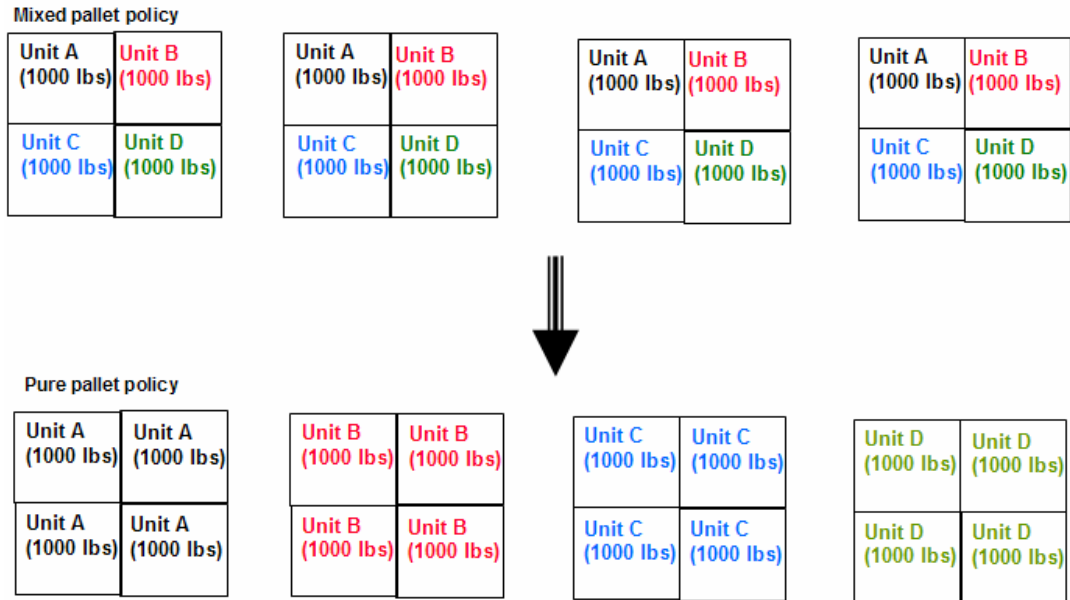 Mixed pallet policy
Unit A Unit B Unit A Unit B Unit A Unit B Unit A Unit B
(1000 lbs) (1000 lbs) (1000 lbs) (1000 lbs) (1000 lbs) (1000 lbs) (1000 lbs) (1000 lbs)
Unit C Unit D Unit C Unit D Unit C Unit D Unit C Unit D
(1000 lbs) (1000 lbs) (1000 lbs) (1000 lbs) (1000 lbs) (1000 lbs) (1000 lbs) (1000 lbs)
Pure pallet policy
Unit A Unit A Unit B Unit B Unit C Unit C Unit D Unit D
(1000 lbs) (1000 lbs) (1000 lbs) (1000 lbs) (1000 lbs) (1000 lbs) (1000 lbs) (1000 lbs)
Unit A Unit A Unit B Unit B Unit C Unit C Unit D Unit D
(1000 lbs) (1000 lbs) (1000 lbs) (1000 lbs) (1000 lbs) (1000 lbs) (1000 lbs) (1000 lbs)